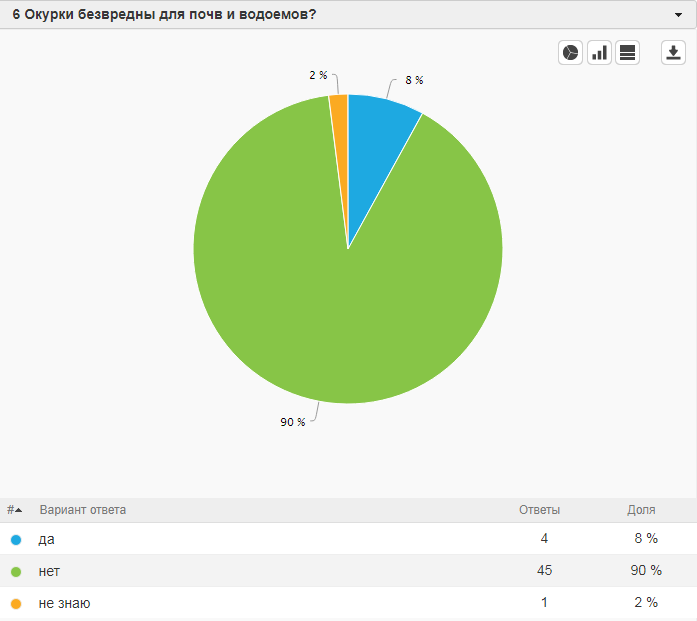 6 Окурки безвредны для почв и водоемов?
2 %
8 %
90 %
# Вариант ответа Ответы Доля
да 4 8 %
нет 45 90 %
не знаю 1 2 %